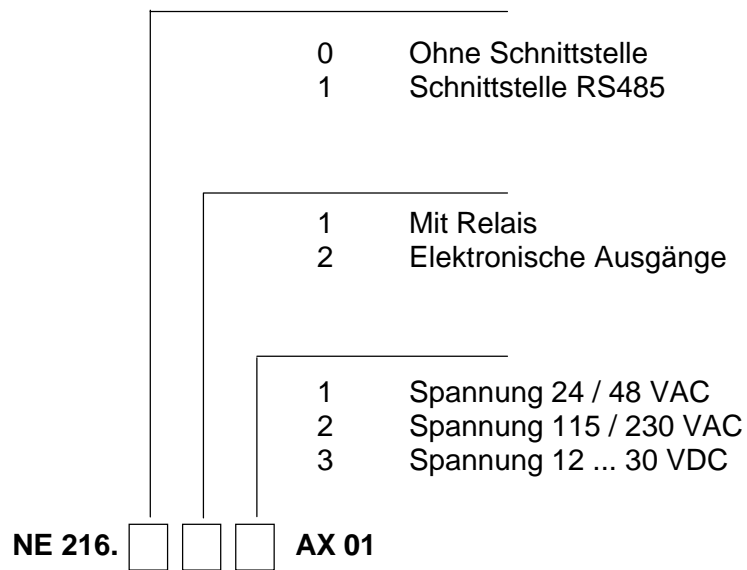 0 Ohne Schnittstelle
1 Schnittstelle RS485
1 Mit Relais
2 Elektronische Ausgänge
1 Spannung 24 / 48 VAC
2 Spannung 115 / 230 VAC
3 Spannung 12 ... 30 VDC
NE 216. AX 01